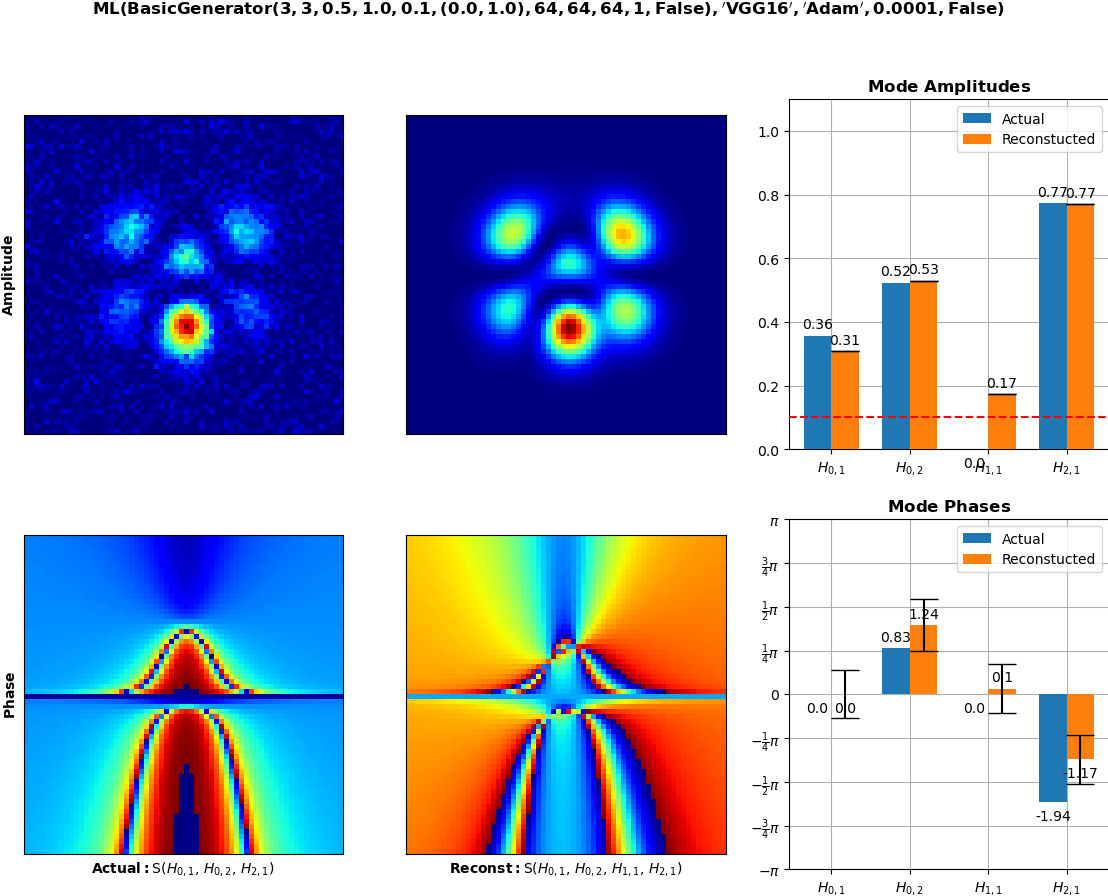 ML(BasicGenerator(3, 3, 0.5, 1.0, 0.1, (0.0, 1.0), 64, 64, 64, 1, False), ′VGG16′, ′Adam′, 0.0001, False)
Amplitude
Mode Amplitudes
Actual
Reconstucted
1.0
0.8
0.6
0.4
0.2
0.0
0.36
0.31
0.52
0.53
0.0
0.17
0.77
0.77
H0,1
H0,2
H1,1
H2,1
Phase
Actual: S(H0,1, H0,2, H2,1)
Reconst: S(H0,1, H0,2, H1,1, H2,1)
Mode Phases
Actual
Reconstucted
π
3/4π
1/2π
1/4π
0
−1/4π
−1/2π
−3/4π
−π
0.0
0.0
0.83
1.24
0.0
0.1
-1.94
-1.17
H0,1
H0,2
H1,1
H2,1